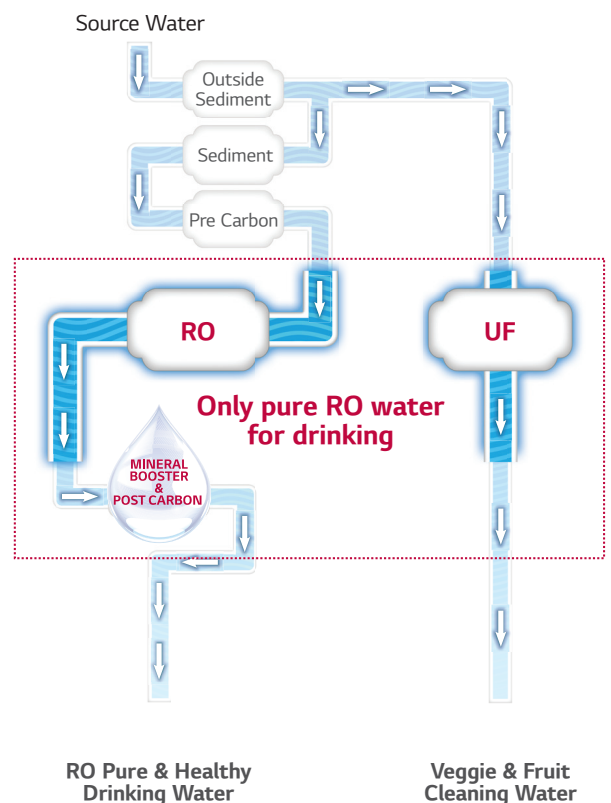 Source Water
Outside
Sediment
Sediment
Pre Carbon
RO
UF
Only pure RO water
for drinking
MINERAL
BOOSTER
&
POST CARBON
RO Pure & Healthy
Drinking Water
Veggie & Fruit
Cleaning Water